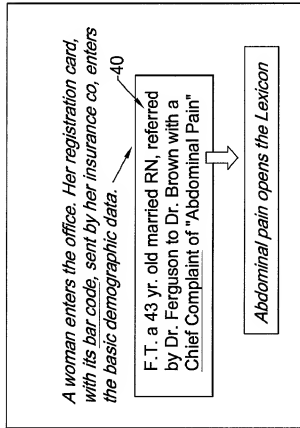 A woman enters the office. Her registration card,
with its bar code, sent by her insurance co, enters
the basic demographic data.
40
F.T. a 43 yr. old married RN, referred
by Dr. Ferguson to Dr. Brown with a
Chief Complaint of "Abdominal Pain"
Abdominal pain opens the Lexicon